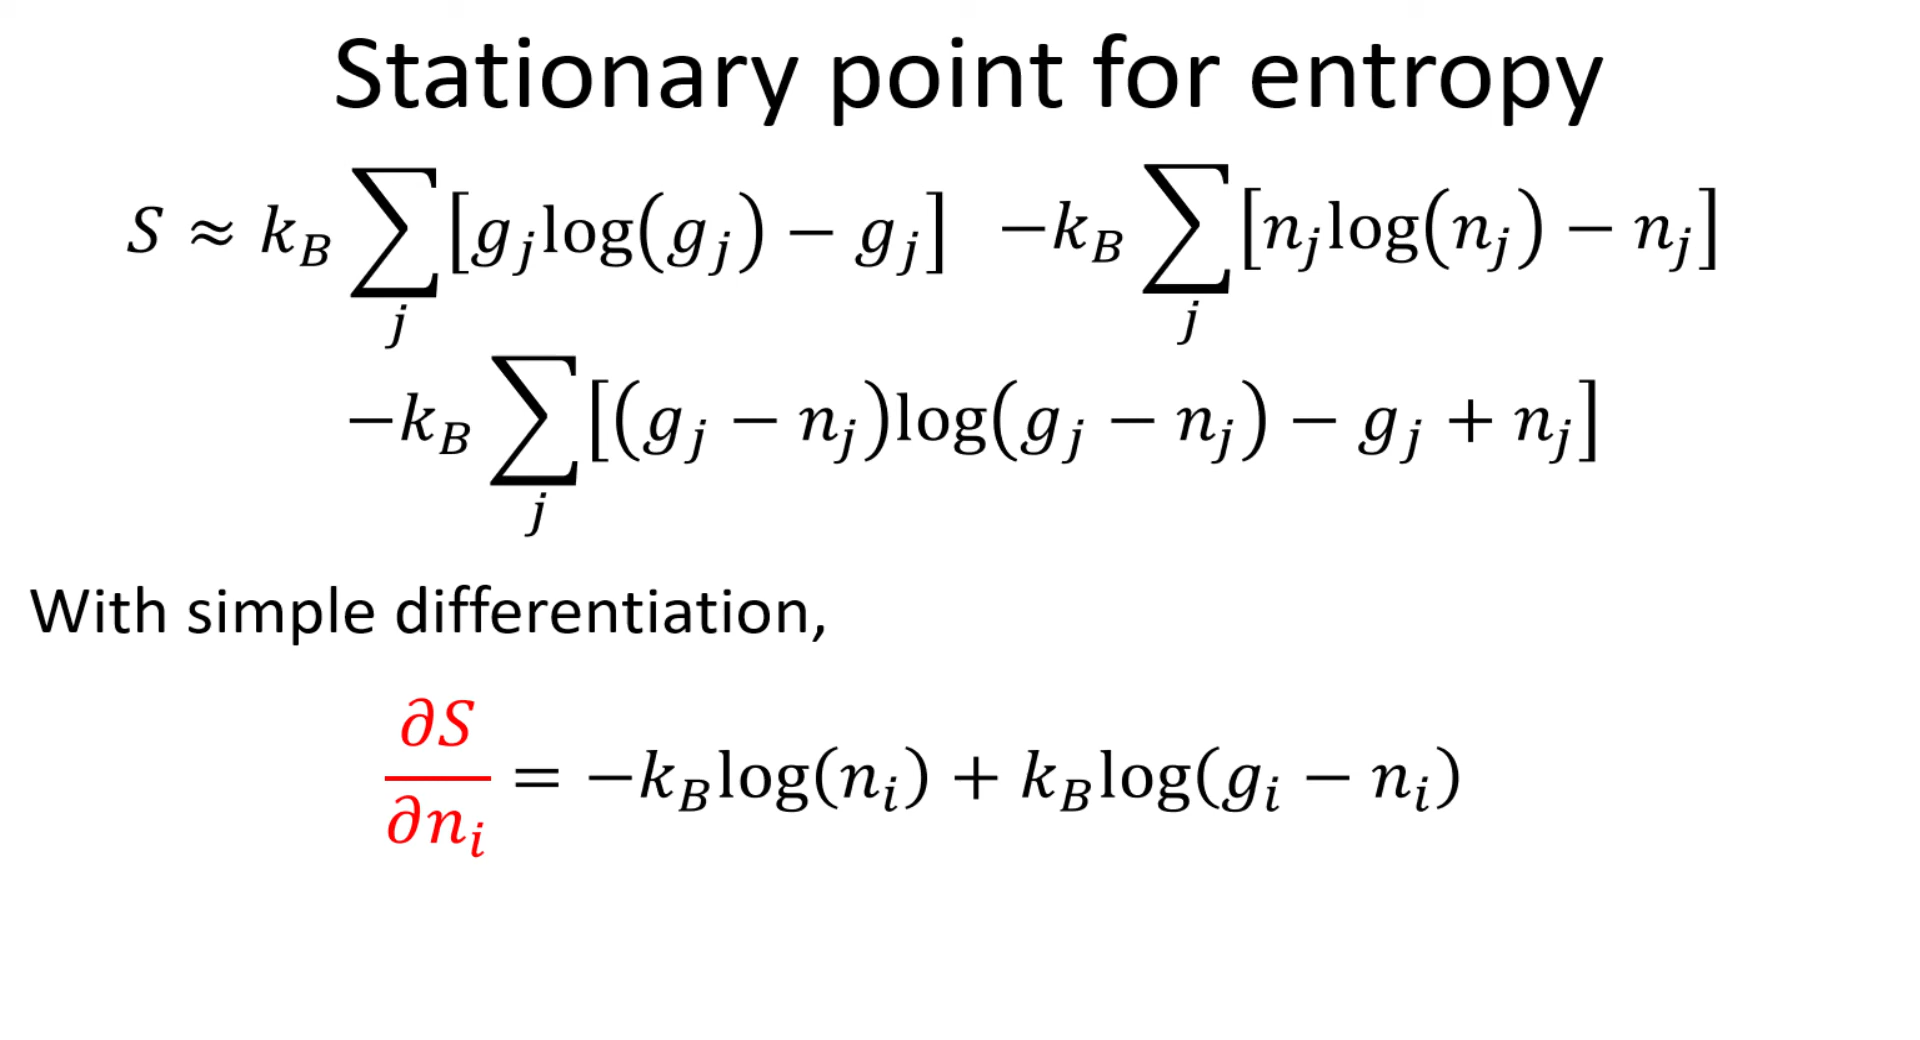 Stationary point for entropy
S ≈ k_B ∑_j [g_j log(g_j) − g_j] −k_B ∑_j [n_j log(n_j) − n_j]
−k_B ∑_j [(g_j − n_j)log(g_j − n_j) − g_j + n_j]
With simple differentiation,
∂S/∂n_i = −k_B log(n_i) + k_B log(g_i − n_i)